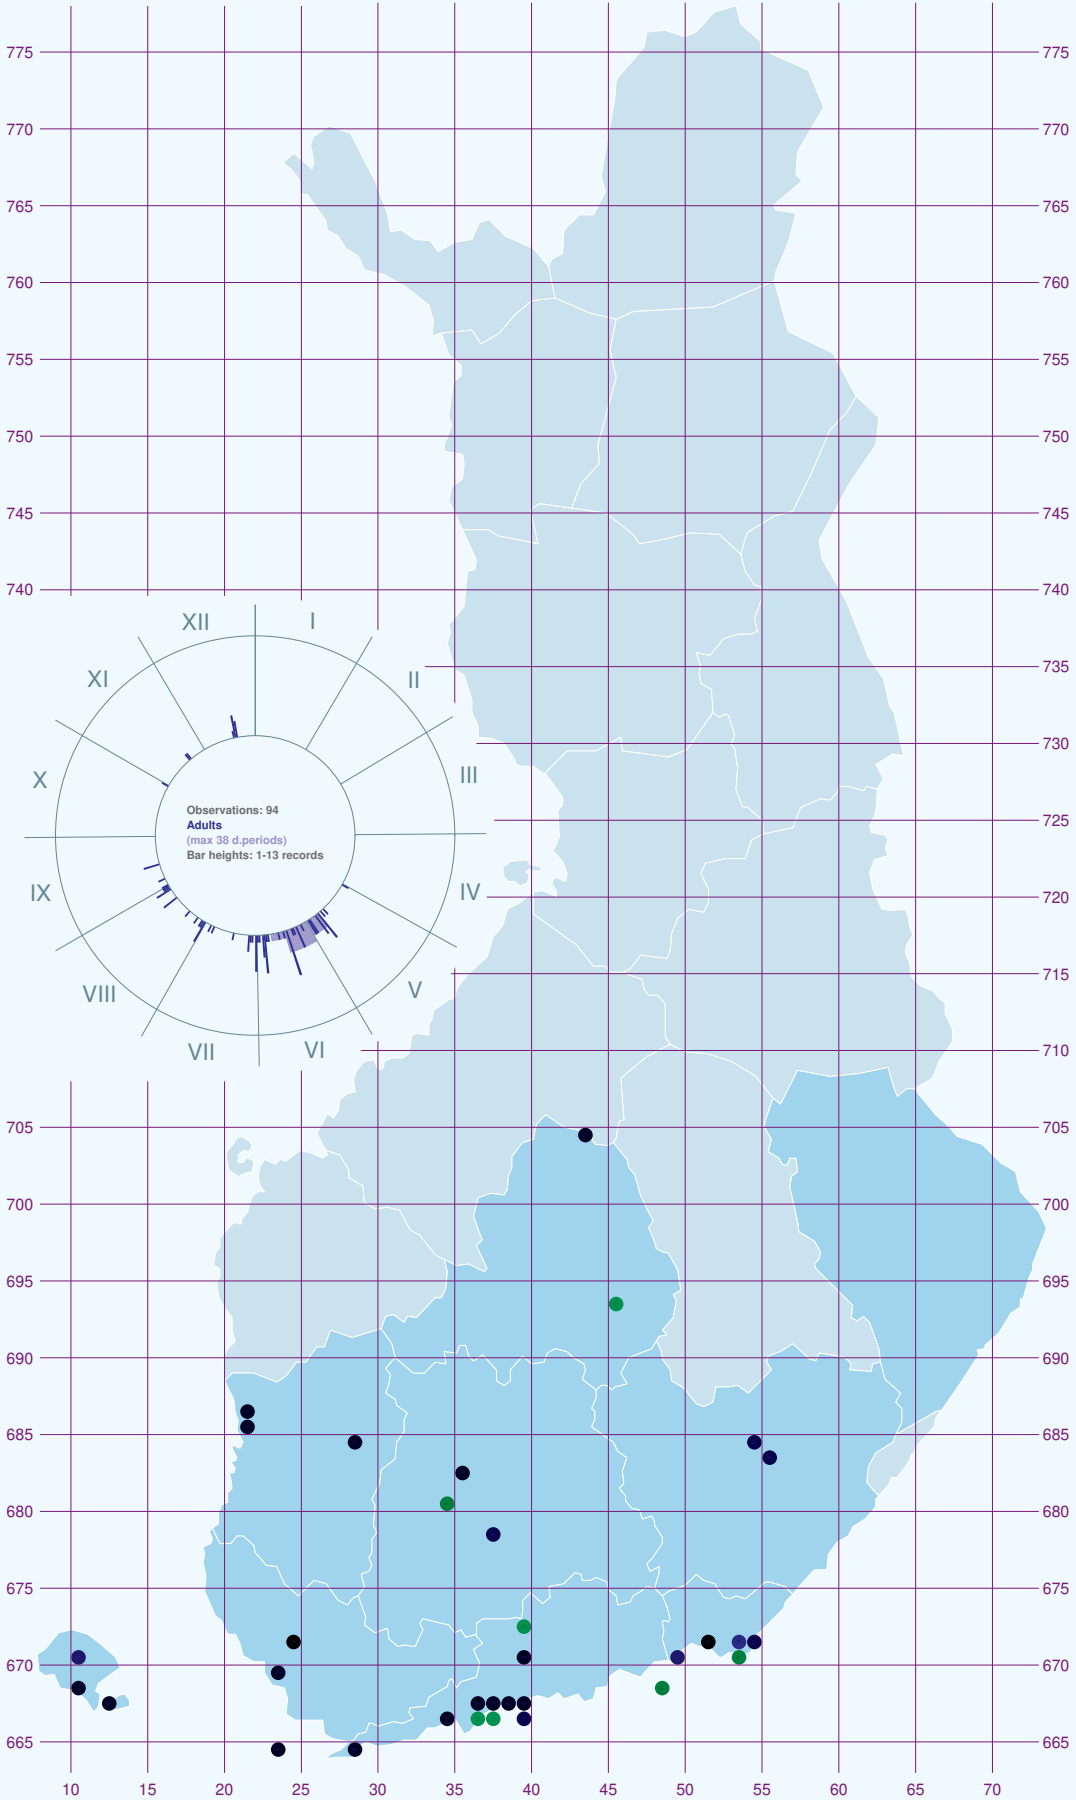 775 775
770 770
765 765
760 760
755 755
750 750
745 745
740 740
XII I
XI II
735
730
X III
725
Observations: 94
Adults
(max 38 d.periods)
Bar heights: 1-13 records
IX IV
720
715
VIII V
VII VI
710
705 705
700 700
695 695
690 690
685 685
680 680
675 675
670 670
665 665
10 15 20 25 30 35 40 45 50 55 60 65 70